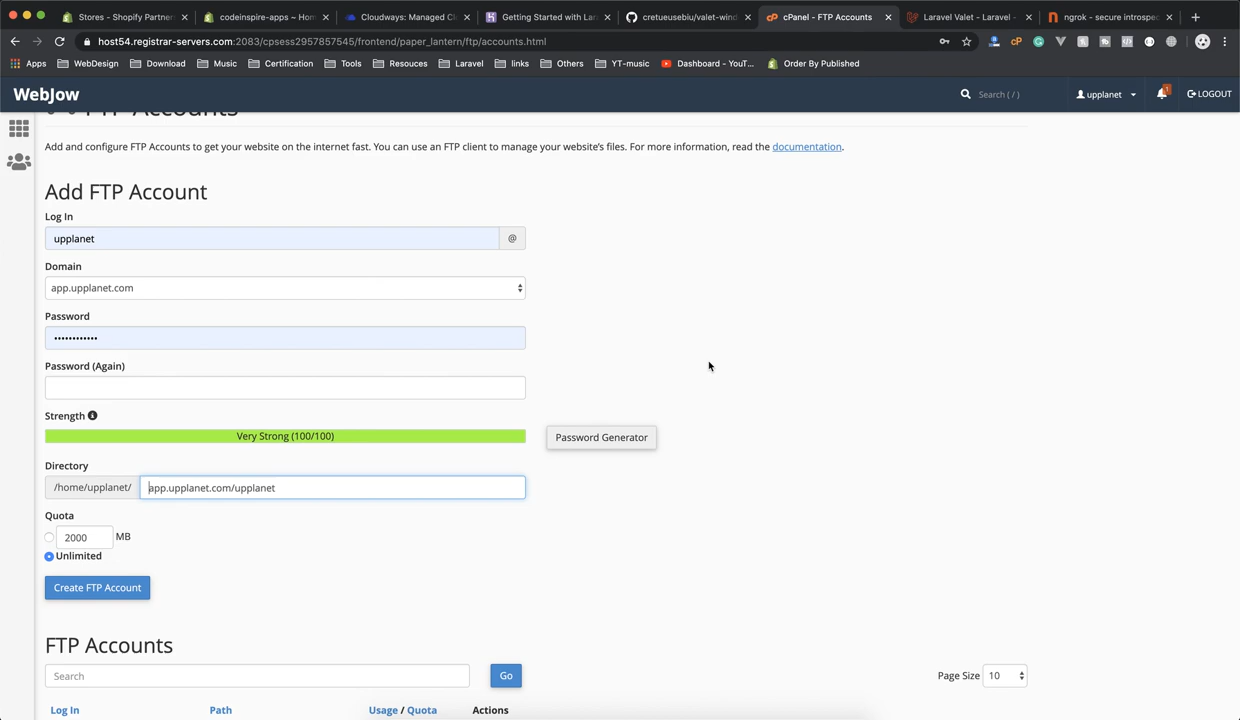 Stores - Shopify Partner
codeinspire-apps ~ Hom
Cloudways: Managed Cl
Getting Started with Lar
cretueusebiu/valet-wind
cPanel - FTP Accounts
Laravel Valet - Laravel -
ngrok - secure introspec
host54.registrar-servers.com:2083/cpsess2957857545/frontend/paper_lantern/ftp/accounts.html
Apps
WebDesign
Download
Music
Certification
Tools
Resouces
Laravel
links
Others
YT-music
Dashboard - YouT...
Order By Published
WebJow
Search ( / )
upplanet
1
LOGOUT
FTP Accounts
Add and configure FTP Accounts to get your website on the internet fast. You can use an FTP client to manage your website's files. For more information, read the documentation.
Add FTP Account
Log In
upplanet
@
Domain
app.upplanet.com
Password
••••••••••••
Password (Again)
Strength
Very Strong (100/100)
Password Generator
Directory
/home/upplanet/
app.upplanet.com/upplanet
Quota
2000 MB
Unlimited
Create FTP Account
FTP Accounts
Search
Go
Page Size 10
Log In
Path
Usage / Quota
Actions